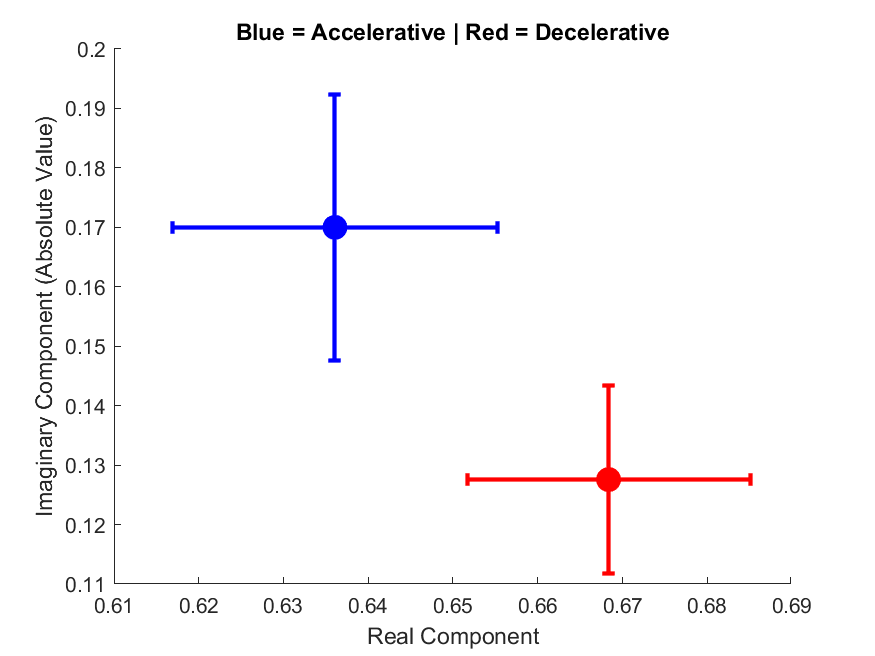 Blue = Accelerative | Red = Decelerative
0.2
0.19
0.18
0.17
0.16
0.15
0.14
0.13
0.12
0.11
Imaginary Component (Absolute Value)
0.61 0.62 0.63 0.64 0.65 0.66 0.67 0.68 0.69
Real Component